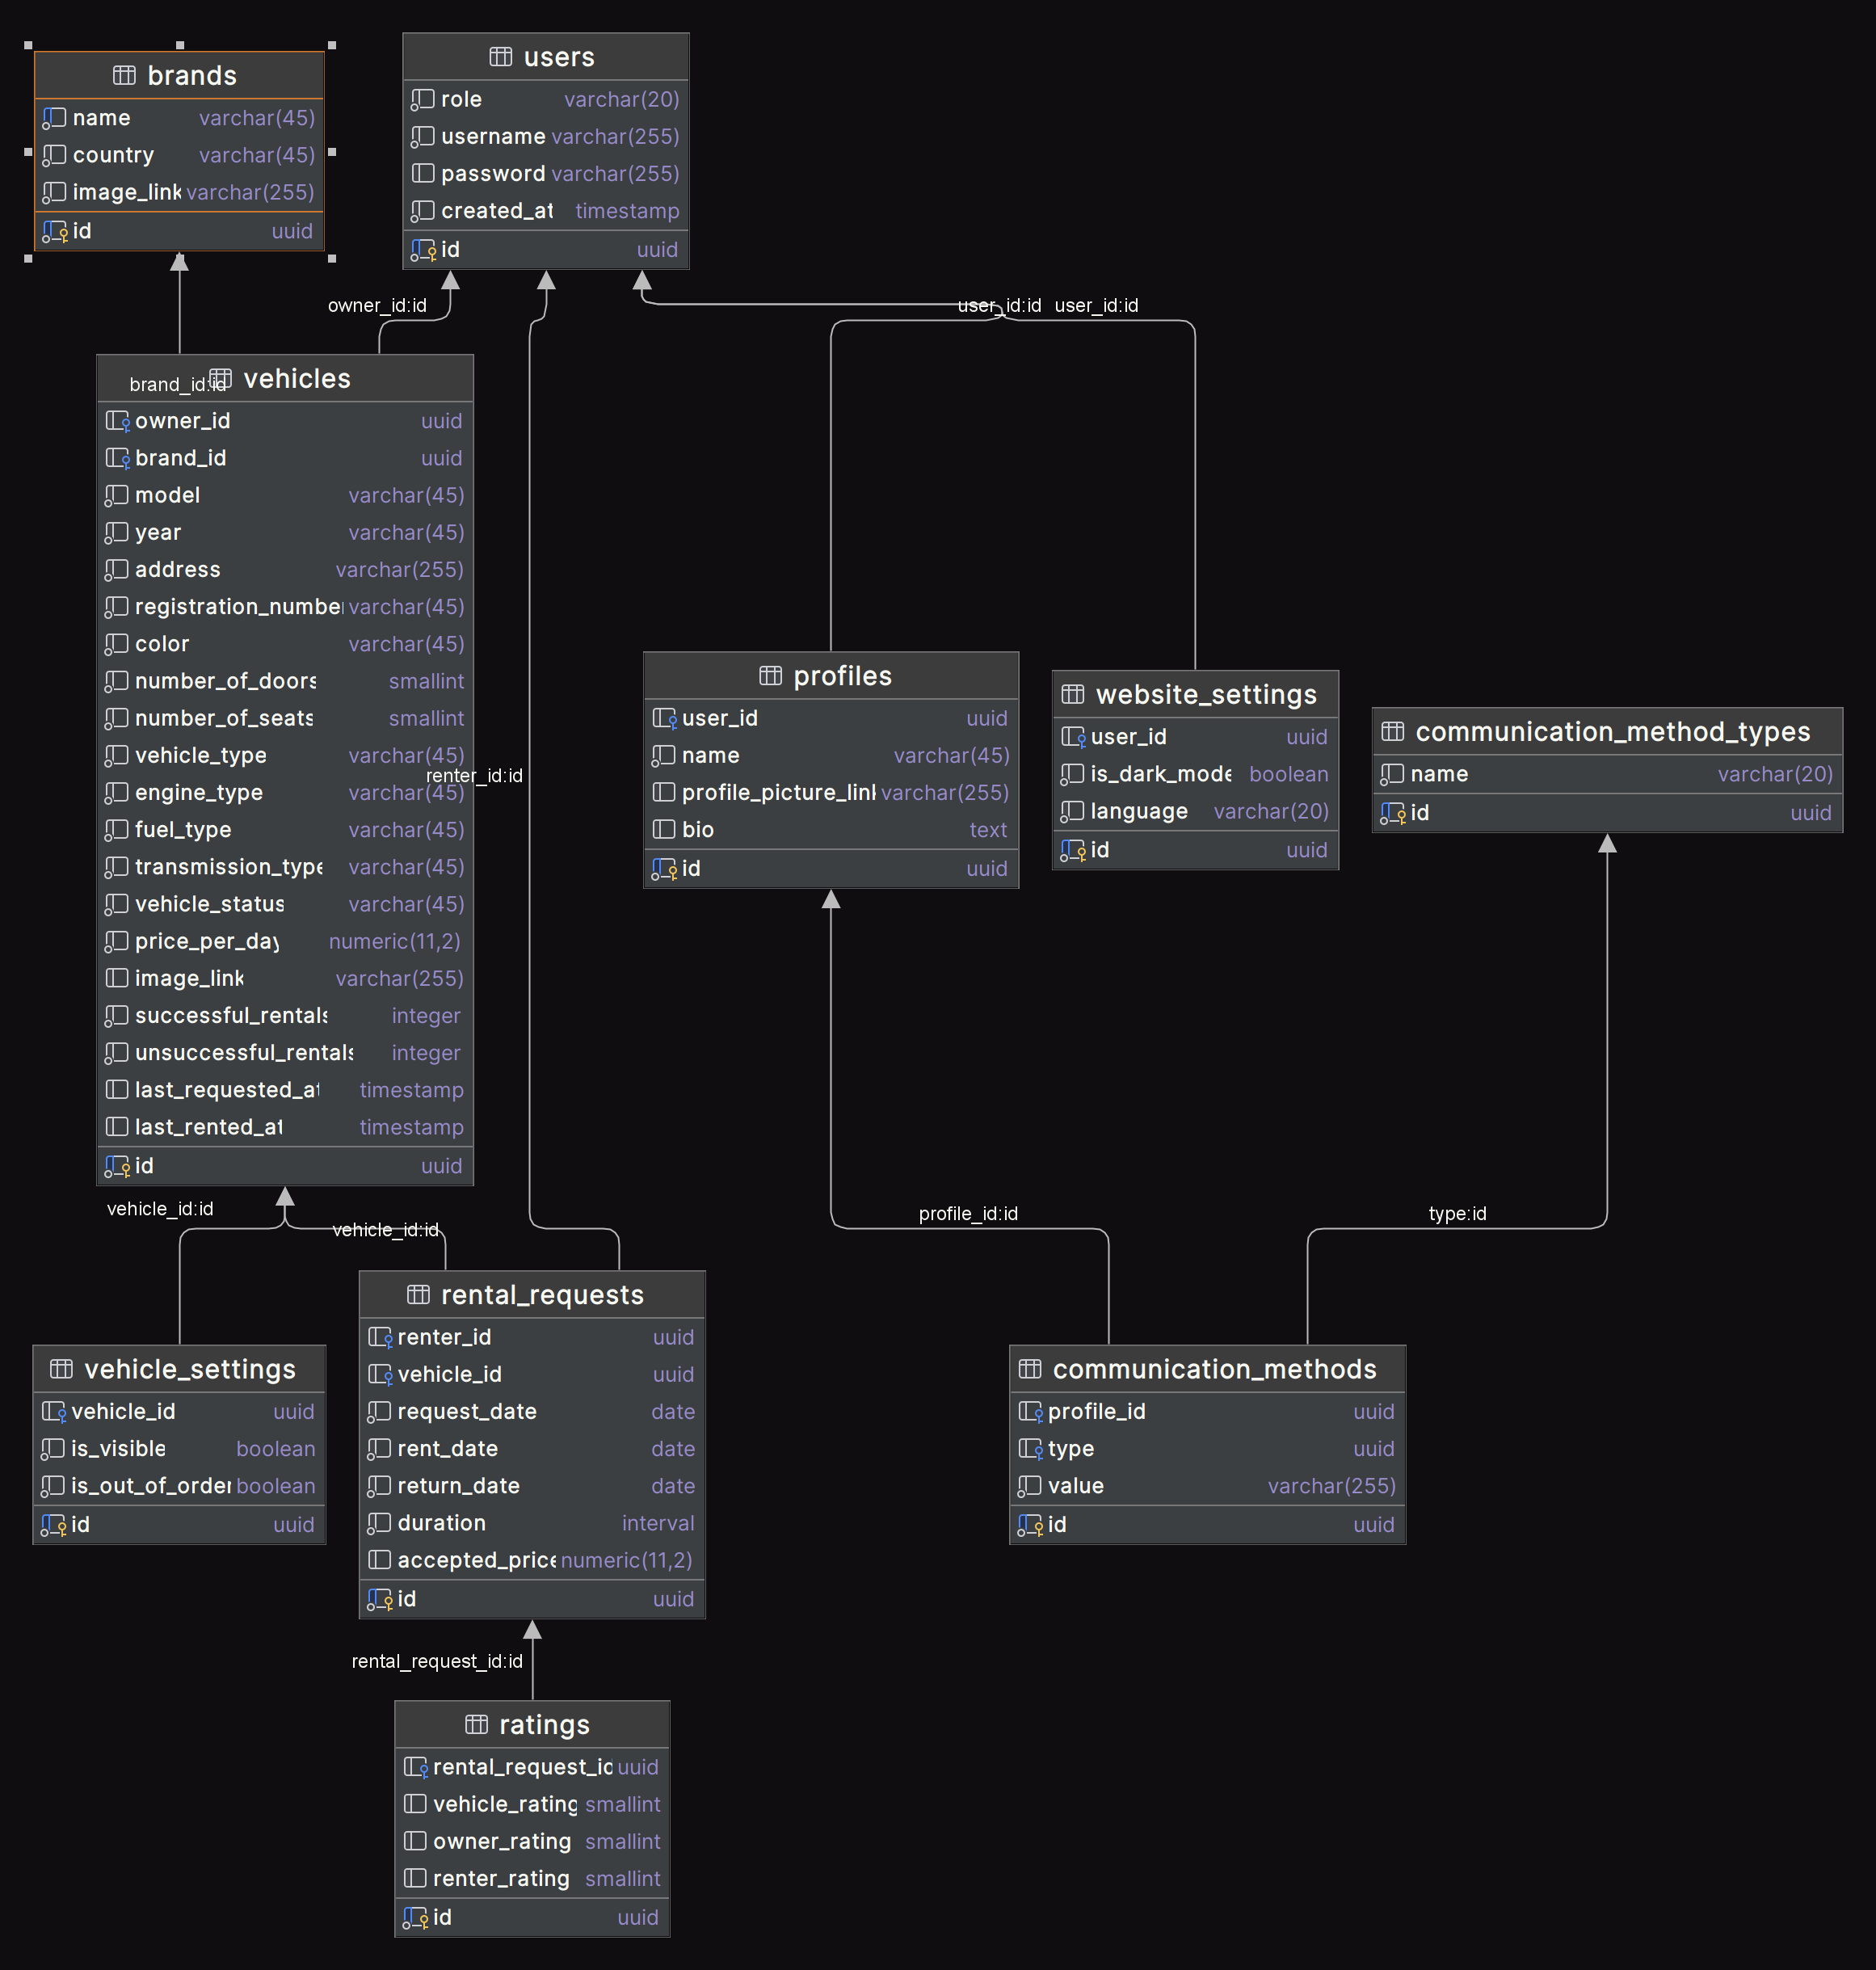 brands
name varchar(45)
country varchar(45)
image_link varchar(255)
id uuid
users
role varchar(20)
username varchar(255)
password varchar(255)
created_at timestamp
id uuid
owner_id:id
user_id:id
user_id:id
brand_id:id
vehicles
owner_id uuid
brand_id uuid
model varchar(45)
year varchar(45)
address varchar(255)
registration_number varchar(45)
color varchar(45)
number_of_doors smallint
number_of_seats smallint
vehicle_type varchar(45)
engine_type varchar(45)
fuel_type varchar(45)
transmission_type varchar(45)
vehicle_status varchar(45)
price_per_day numeric(11,2)
image_link varchar(255)
successful_rentals integer
unsuccessful_rentals integer
last_requested_at timestamp
last_rented_at timestamp
id uuid
renter_id:id
profiles
user_id uuid
name varchar(45)
profile_picture_link varchar(255)
bio text
id uuid
website_settings
user_id uuid
is_dark_mode boolean
language varchar(20)
id uuid
communication_method_types
name varchar(20)
id uuid
vehicle_id:id
vehicle_id:id
profile_id:id
type:id
vehicle_settings
vehicle_id uuid
is_visible boolean
is_out_of_order boolean
id uuid
rental_requests
renter_id uuid
vehicle_id uuid
request_date date
rent_date date
return_date date
duration interval
accepted_price numeric(11,2)
id uuid
communication_methods
profile_id uuid
type uuid
value varchar(255)
id uuid
rental_request_id:id
ratings
rental_request_id uuid
vehicle_rating smallint
owner_rating smallint
renter_rating smallint
id uuid